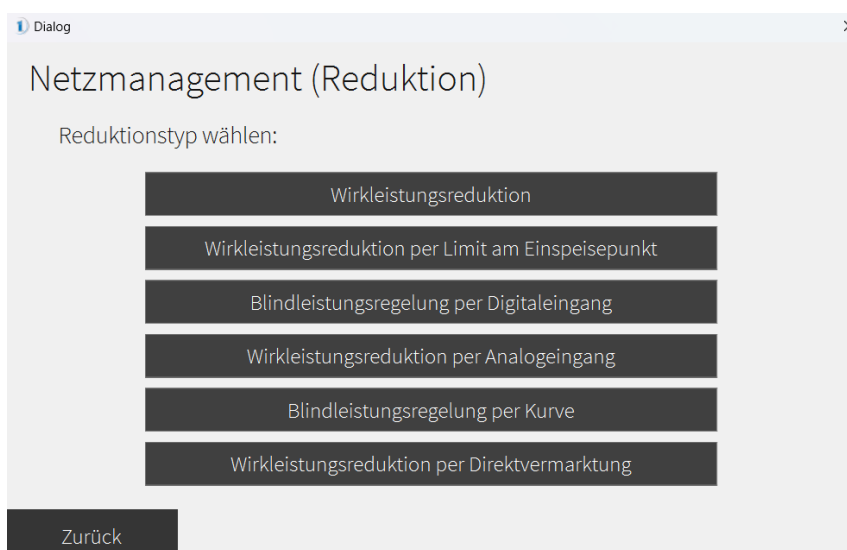 Dialog
Netzmanagement (Reduktion)
Reduktionstyp wählen:
Wirkleistungsreduktion
Wirkleistungsreduktion per Limit am Einspeisepunkt
Blindleistungsregelung per Digitaleingang
Wirkleistungsreduktion per Analogeingang
Blindleistungsregelung per Kurve
Wirkleistungsreduktion per Direktvermarktung
Zurück